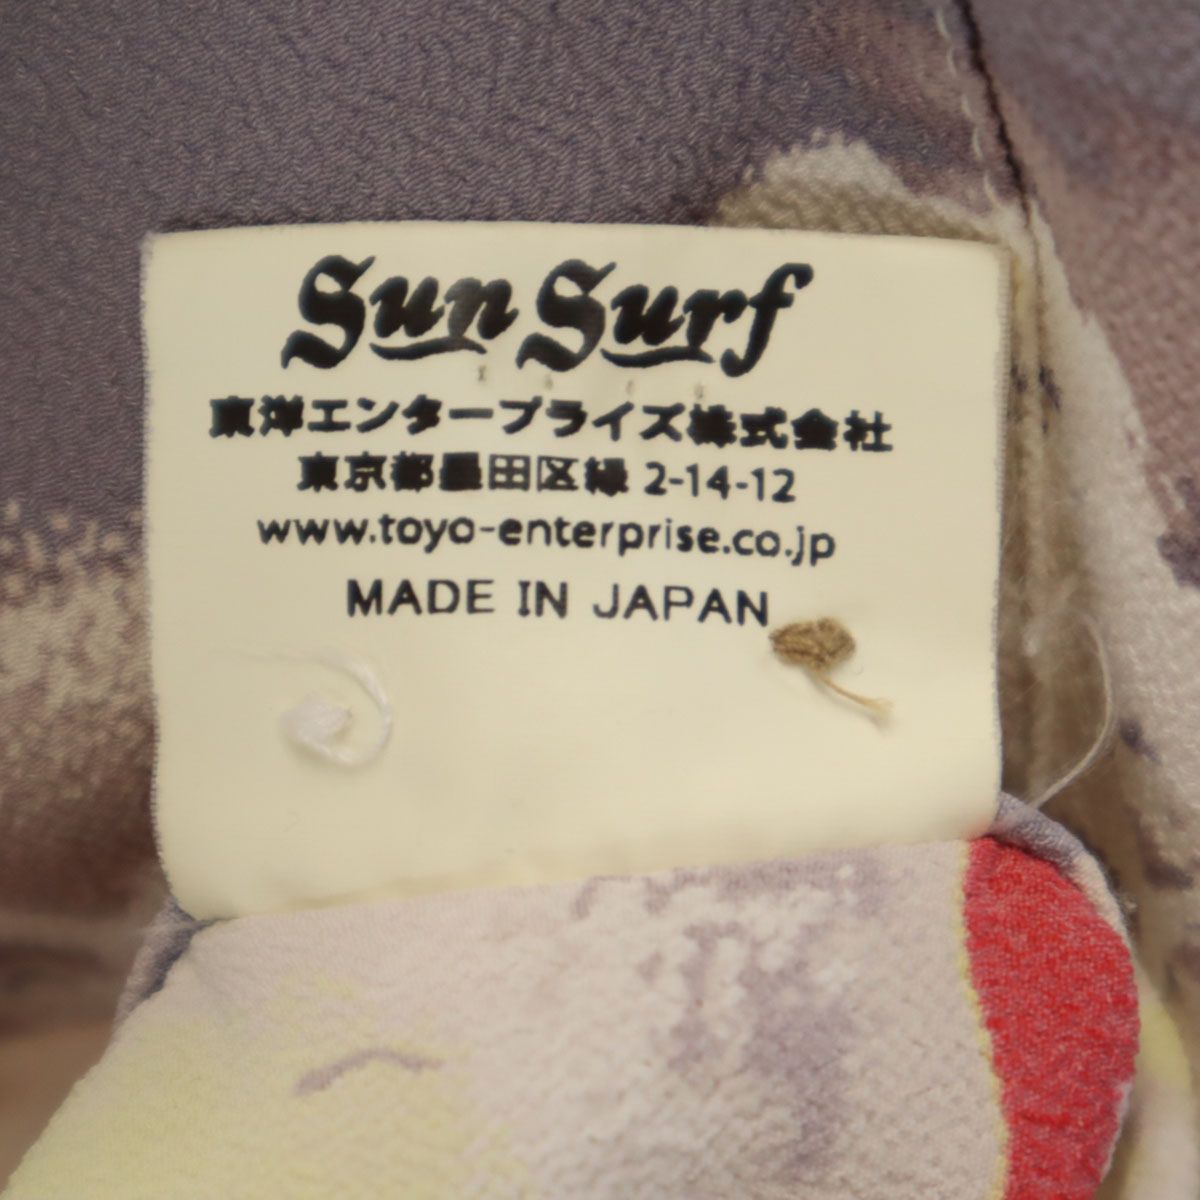 Sun Surf
東洋エンタープライズ株式会社
東京都墨田区緑 2-14-12
www.toyo-enterprise.co.jp
MADE IN JAPAN